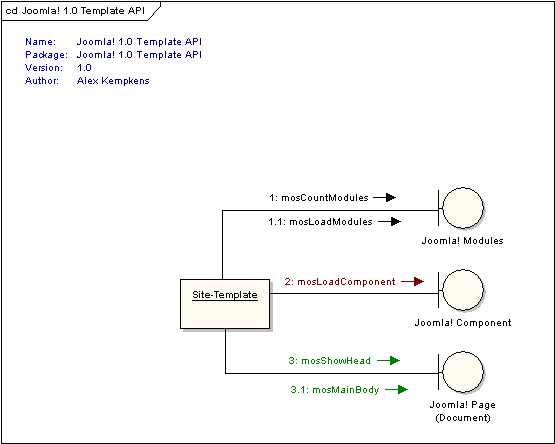 cd Joomla! 1.0 Template API
Name: Joomla! 1.0 Template API
Package: Joomla! 1.0 Template API
Version: 1.0
Author: Alex Kempkens
1: mosCountModules
1.1: mosLoadModules
Joomla! Modules
2: mosLoadComponent
Site-Template
Joomla! Component
3: mosShowHead
3.1: mosMainBody
Joomla! Page
(Document)